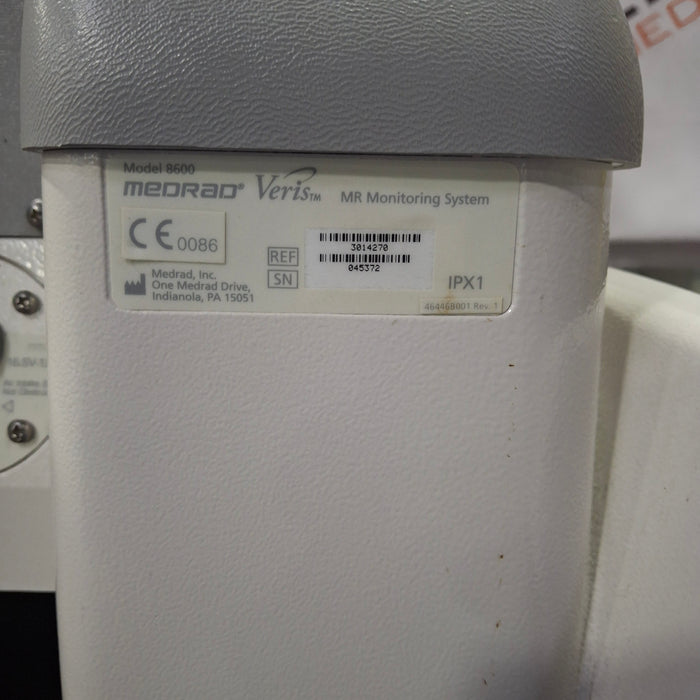 Model 8600
MEDRAD® Veris™ MR Monitoring System
CE 0086
REF 3014270
SN 045372
Medrad, Inc.
One Medrad Drive,
Indianola, PA 15051
IPX1
46446B001 Rev. 1